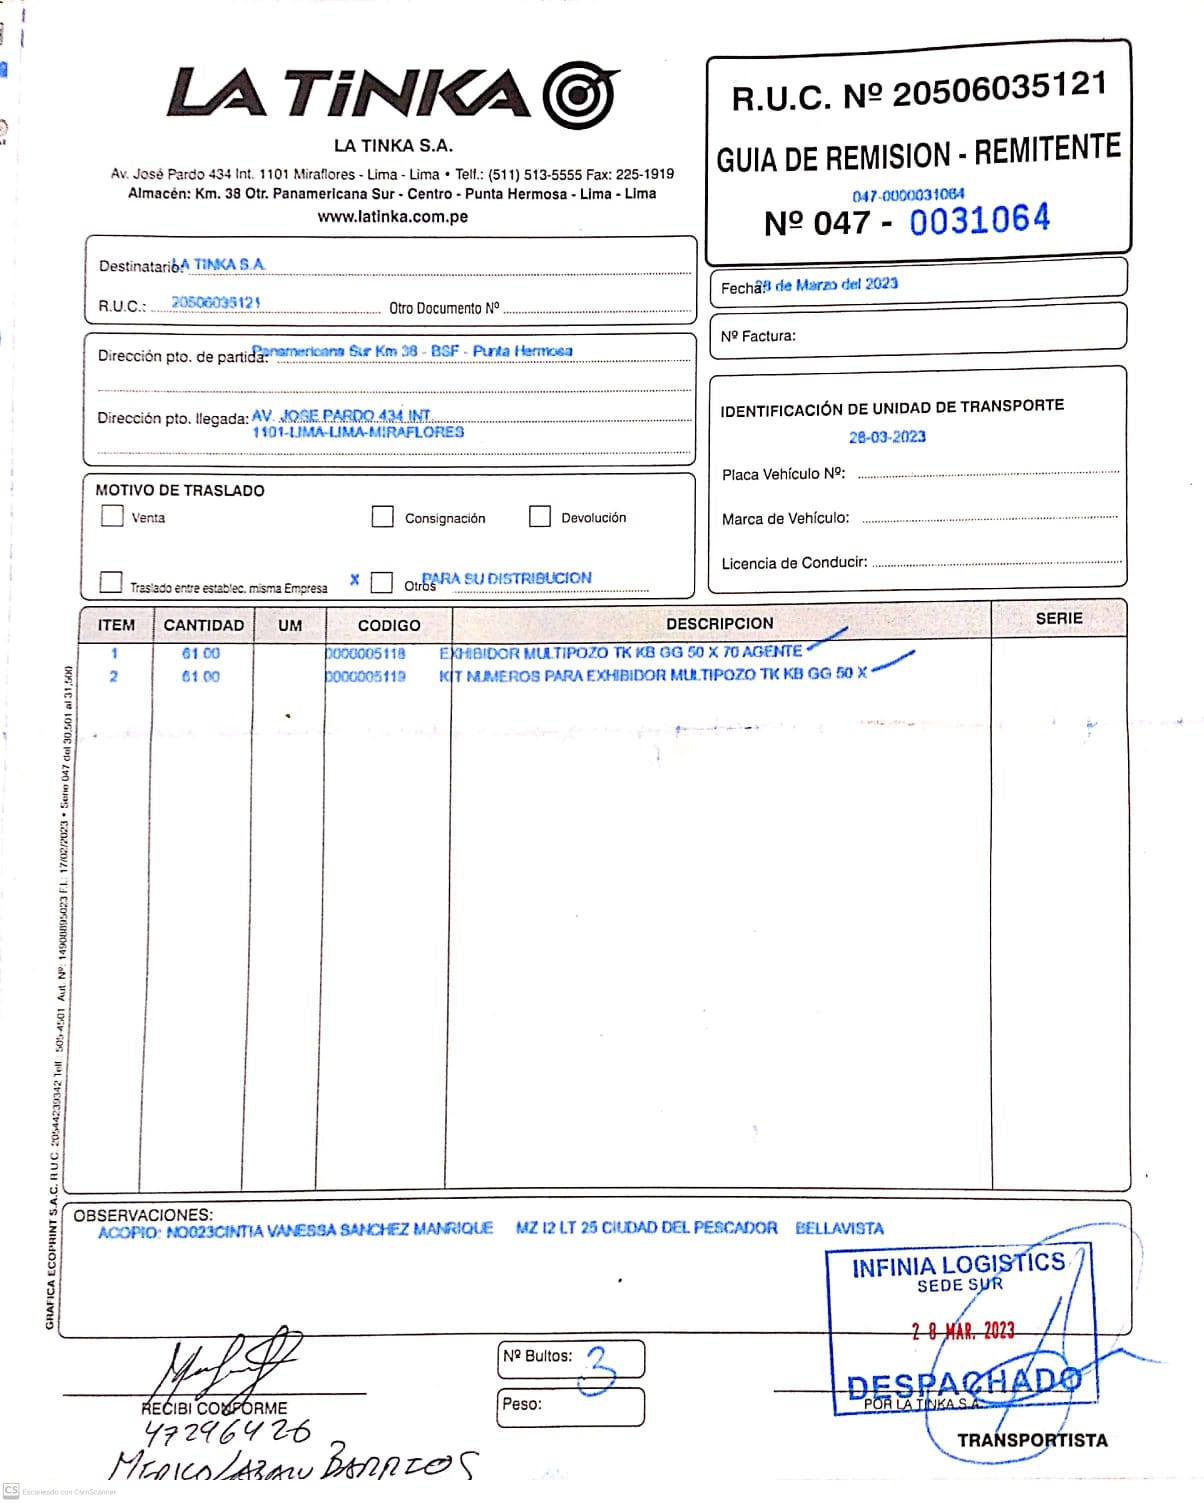 LA TiNKA
LA TINKA S.A.
Av. José Pardo 434 Int. 1101 Miraflores - Lima - Lima • Telf.: (511) 513-5555 Fax: 225-1919
Almacén: Km. 38 Otr. Panamericana Sur - Centro - Punta Hermosa - Lima - Lima
www.latinka.com.pe
R.U.C. Nº 20506035121
GUIA DE REMISION - REMITENTE
047-0000031064
Nº 047 - 0031064
Destinatario: LA TINKA S.A.
R.U.C.: 20506035121 Otro Documento Nº
Fecha: 28 de Marzo del 2023
Nº Factura:
Dirección pto. de partida: Panamericana Sur Km 38 - BSF - Punta Hermosa
Dirección pto. llegada: AV. JOSE PARDO 434 INT.
1101-LIMA-LIMA-MIRAFLORES
IDENTIFICACIÓN DE UNIDAD DE TRANSPORTE
28-03-2023
Placa Vehículo Nº:
Marca de Vehículo:
Licencia de Conducir:
MOTIVO DE TRASLADO
Venta Consignación Devolución
Traslado entre establec. misma Empresa X Otros PARA SU DISTRIBUCION
ITEM CANTIDAD UM CODIGO DESCRIPCION SERIE
1 61 00 0000005118 EXHIBIDOR MULTIPOZO TK KB GG 50 X 70 AGENTE
2 61 00 0000005119 KIT NUMEROS PARA EXHIBIDOR MULTIPOZO TK KB GG 50 X
GRAFICA ECOPRINT S.A.C. R.U.C. 20544239342 Telf.: 505-4501 Aut. Nº: 14908895023 F.I.: 17/02/2023 • Serie 047 del 30,501 al 31,500
OBSERVACIONES:
ACOPIO: NO023CINTIA VANESSA SANCHEZ MANRIQUE MZ I2 LT 25 CIUDAD DEL PESCADOR BELLAVISTA
INFINIA LOGISTICS
SEDE SUR
28 MAR. 2023
DESPACHADO
POR LA TINKA S.A.
TRANSPORTISTA
Nº Bultos: 3
Peso:
RECIBI CONFORME
47296426
BARRIOS
CS Escaneado con CamScanner